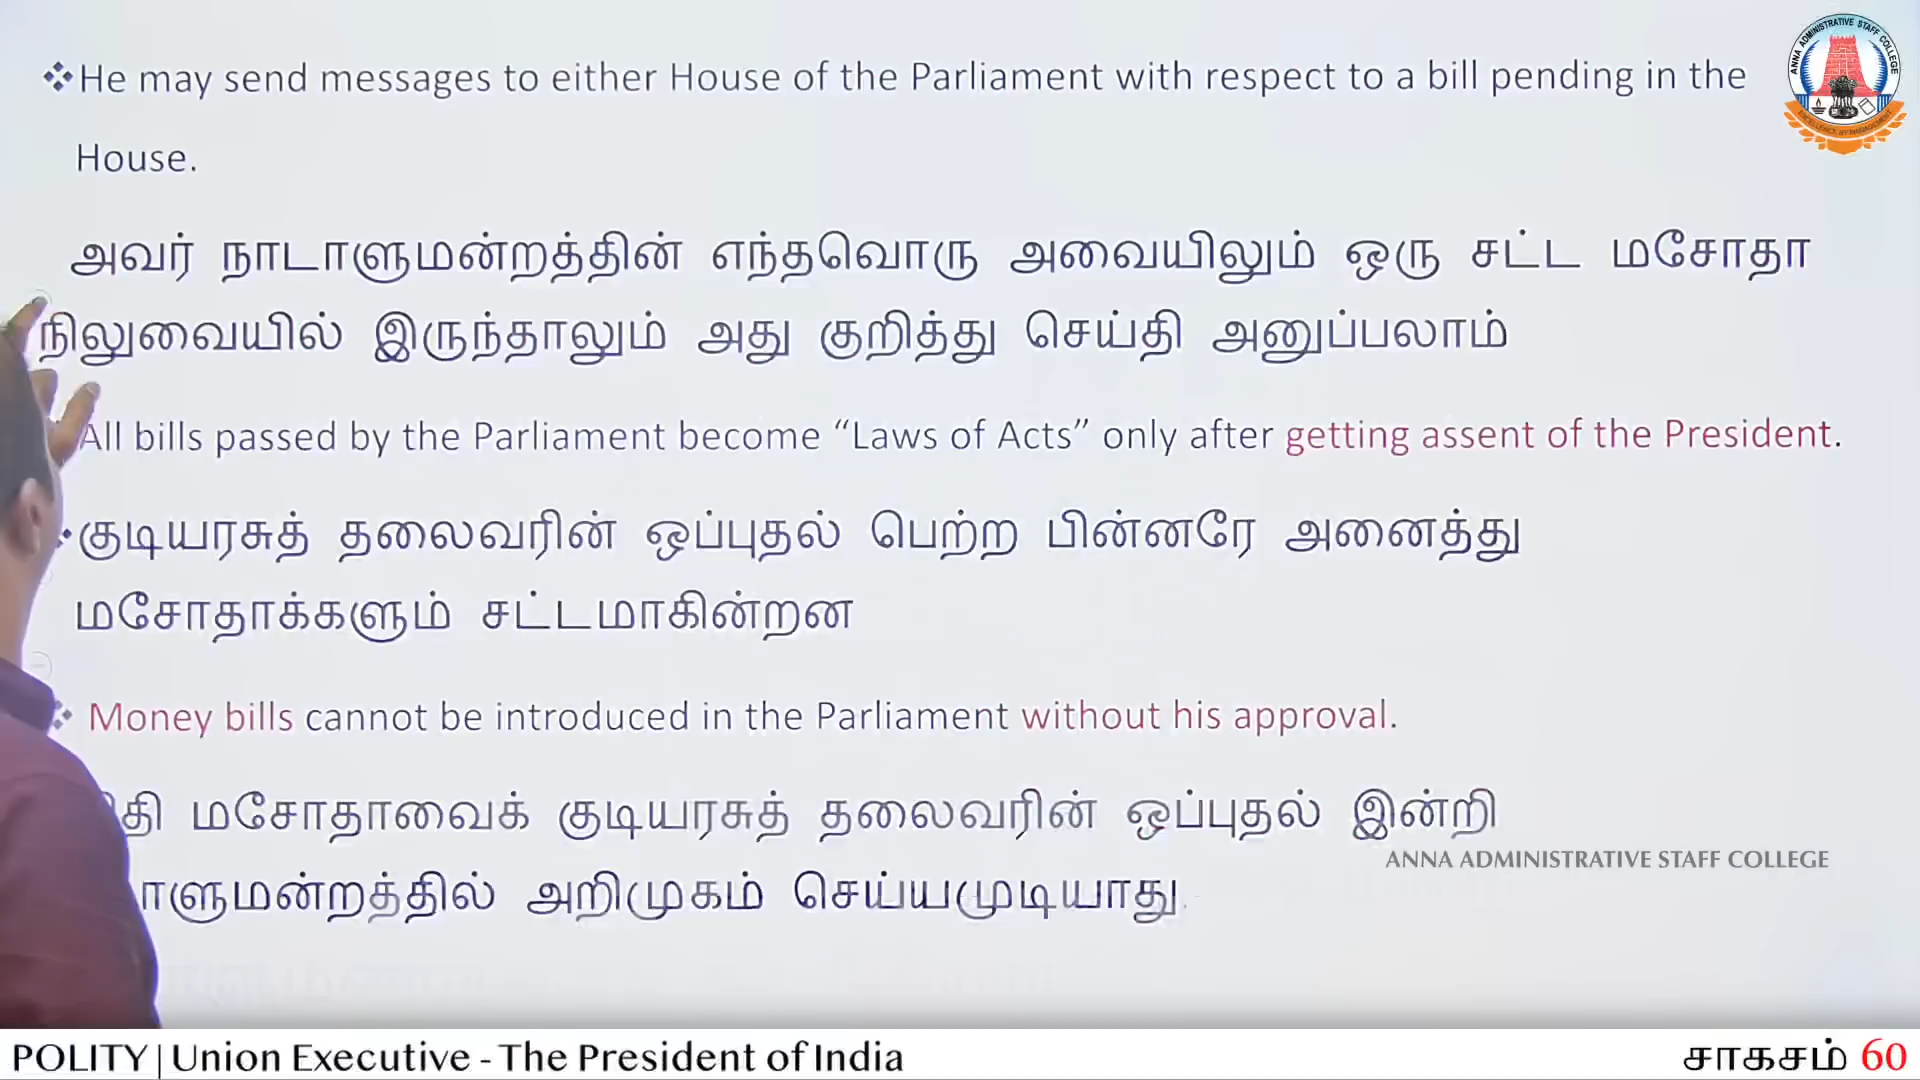 ❖He may send messages to either House of the Parliament with respect to a bill pending in the
House.
அவர் நாடாளுமன்றத்தின் எந்தவொரு அவையிலும் ஒரு சட்ட மசோதா
நிலுவையில் இருந்தாலும் அது குறித்து செய்தி அனுப்பலாம்
All bills passed by the Parliament become “Laws of Acts” only after getting assent of the President.
குடியரசுத் தலைவரின் ஒப்புதல் பெற்ற பின்னரே அனைத்து
மசோதாக்களும் சட்டமாகின்றன
❖ Money bills cannot be introduced in the Parliament without his approval.
மசோதாவைக் குடியரசுத் தலைவரின் ஒப்புதல் இன்றி
அறிமுகம் செய்யமுடியாது.
ANNA ADMINISTRATIVE STAFF COLLEGE
POLITY | Union Executive - The President of India
சாகசம் 60
ANNA ADMINISTRATIVE STAFF COLLEGE